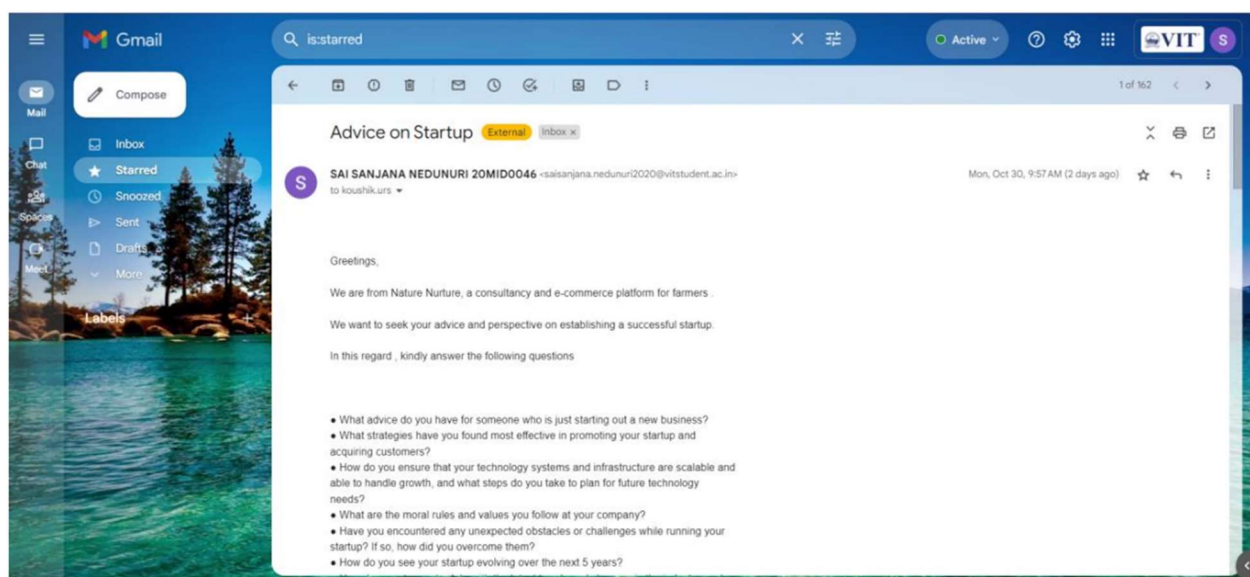 Gmail
is:starred
Active
VIT
S
Mail
Compose
1 of 162
Chat
Inbox
Starred
Snoozed
Spaces
Sent
Drafts
Meet
More
Labels
Advice on Startup External Inbox x
S
SAI SANJANA NEDUNURI 20MID0046 <saisanjana.nedunuri2020@vitstudent.ac.in>
Mon, Oct 30, 9:57 AM (2 days ago)
to koushik.urs
Greetings,
We are from Nature Nurture, a consultancy and e-commerce platform for farmers .
We want to seek your advice and perspective on establishing a successful startup.
In this regard , kindly answer the following questions
● What advice do you have for someone who is just starting out a new business?
● What strategies have you found most effective in promoting your startup and
acquiring customers?
● How do you ensure that your technology systems and infrastructure are scalable and
able to handle growth, and what steps do you take to plan for future technology
needs?
● What are the moral rules and values you follow at your company?
● Have you encountered any unexpected obstacles or challenges while running your
startup? If so, how did you overcome them?
● How do you see your startup evolving over the next 5 years?